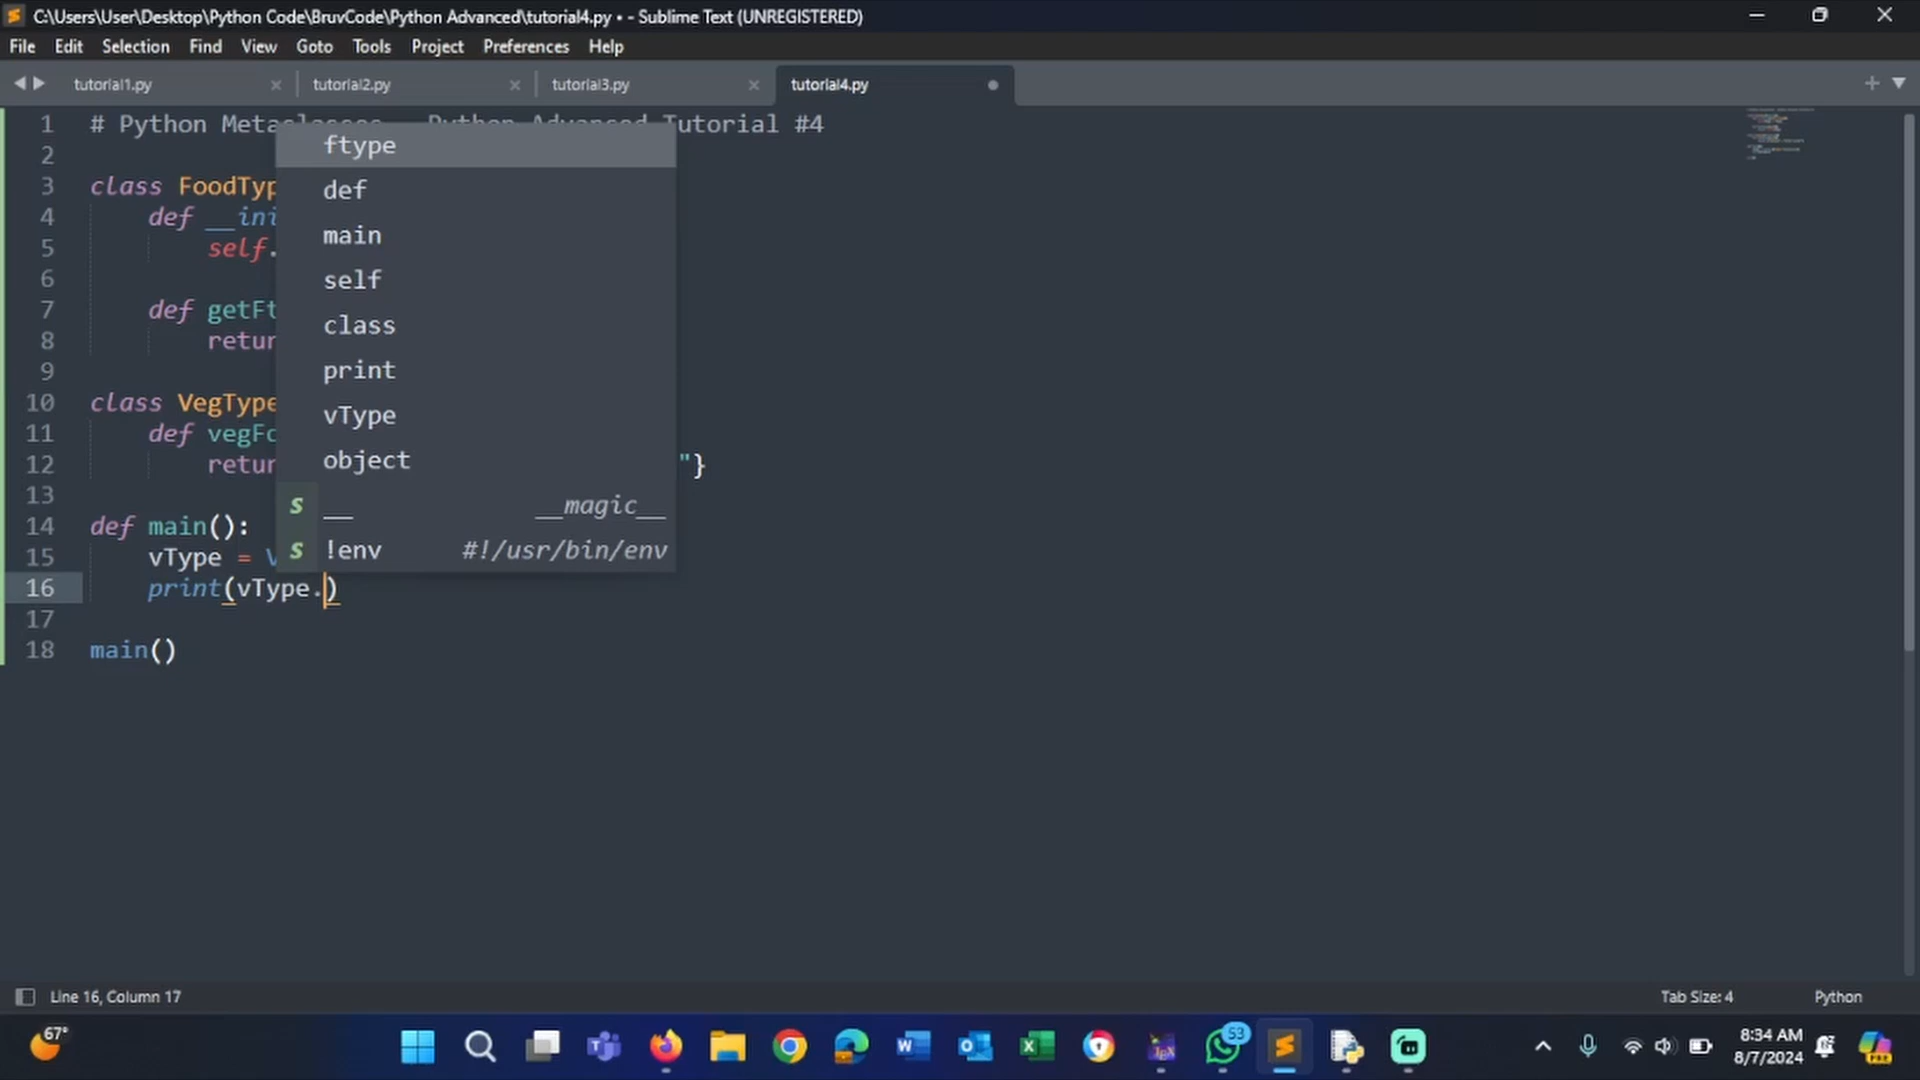 C:\Users\User\Desktop\Python Code\BruvCode\Python Advanced\tutorial4.py • - Sublime Text (UNREGISTERED)
File Edit Selection Find View Goto Tools Project Preferences Help
tutorial1.py tutorial2.py tutorial3.py tutorial4.py
1 # Python Metaclasses - Python Advanced Tutorial #4
2
3 class FoodTyp
4 def __ini
5 self.
6
7 def getFt
8 retur
9
10 class VegType
11 def vegFo
12 retur "}
13
14 def main():
15 vType = V
16 print(vType.)
17
18 main()
ftype
def
main
self
class
print
vType
object
s __ __magic__
s !env #!/usr/bin/env
Line 16, Column 17 Tab Size: 4 Python
67° 53 8:34 AM
8/7/2024